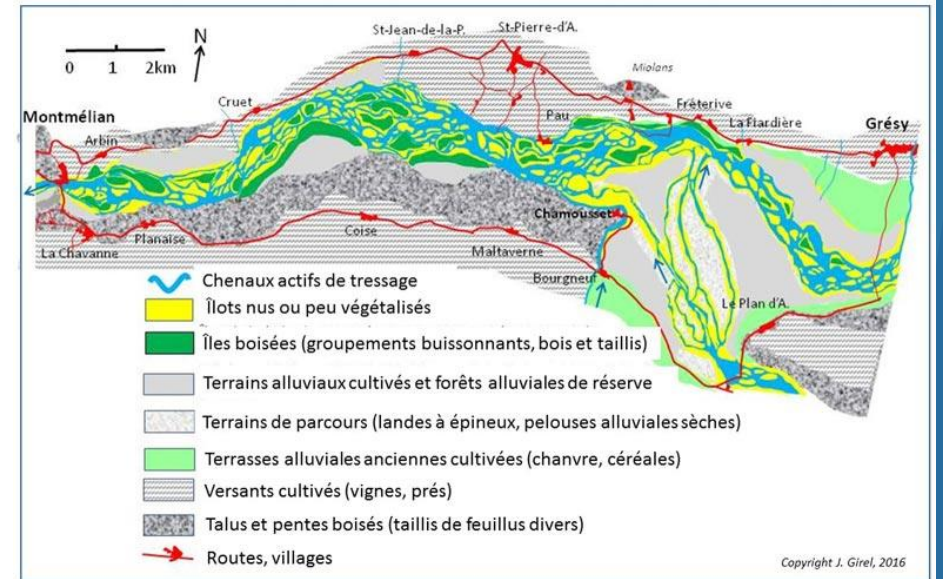 St-Jean-de-la-P.
St-Pierre-d'A.
N
0 1 2km
Miolans
Montmélian
Cruet
Fréterive
Arbin
Pau
La Fiardière
Grésy
Chamousset
La Chavanne
Planaise
Coise
Maltaverne
Bourgneuf
Le Plan d'A.
Chenaux actifs de tressage
Îlots nus ou peu végétalisés
Îles boisées (groupements buissonnants, bois et taillis)
Terrains alluviaux cultivés et forêts alluviales de réserve
Terrains de parcours (landes à épineux, pelouses alluviales sèches)
Terrasses alluviales anciennes cultivées (chanvre, céréales)
Versants cultivés (vignes, prés)
Talus et pentes boisés (taillis de feuillus divers)
Routes, villages
Copyright J. Girel, 2016